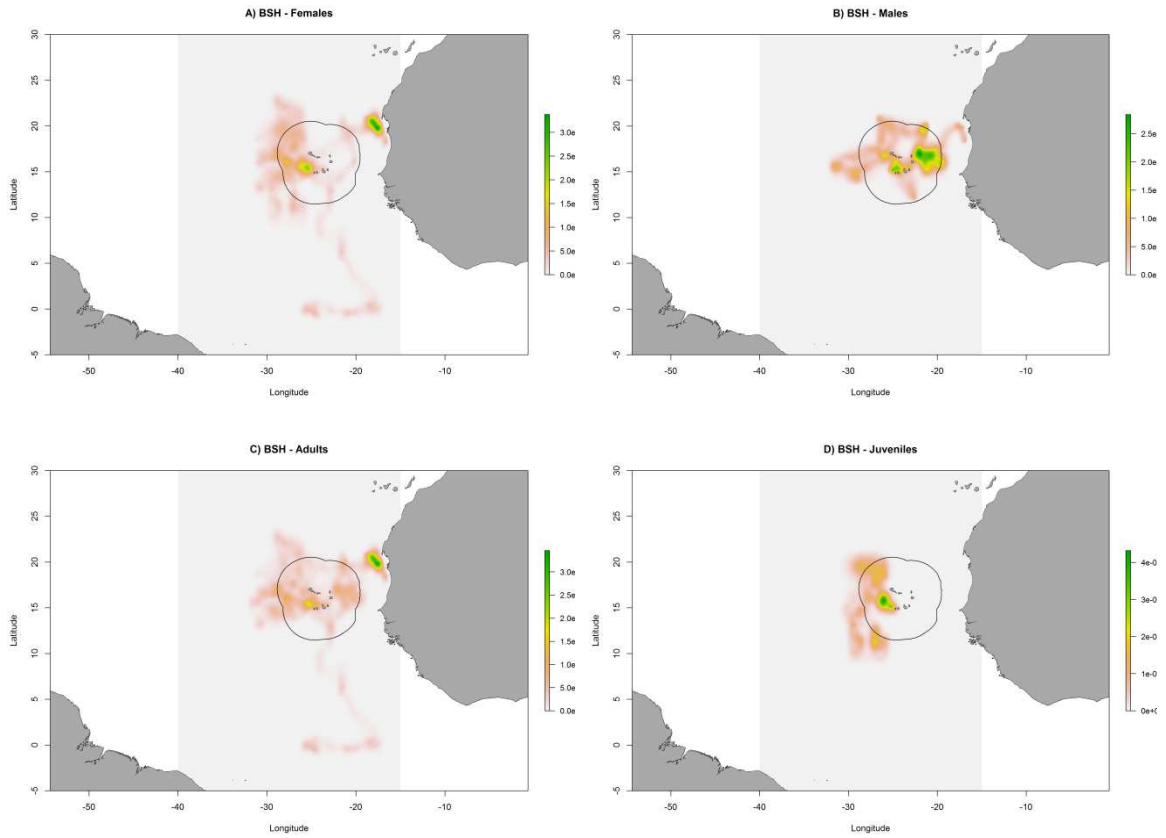 A) BSH - Females
30
25
20
15
10
5
0
-5
Latitude
-50
-40
-30
-20
-10
Longitude
3.0e
2.5e
2.0e
1.5e
1.0e
5.0e
0.0e
B) BSH - Males
30
25
20
15
10
5
0
-5
Latitude
-50
-40
-30
-20
-10
Longitude
2.5e
2.0e
1.5e
1.0e
5.0e
0.0e
C) BSH - Adults
30
25
20
15
10
5
0
-5
Latitude
-50
-40
-30
-20
-10
Longitude
3.0e
2.5e
2.0e
1.5e
1.0e
5.0e
0.0e
D) BSH - Juveniles
30
25
20
15
10
5
0
-5
Latitude
-50
-40
-30
-20
-10
Longitude
4e-0
3e-0
2e-0
1e-0
0e+0